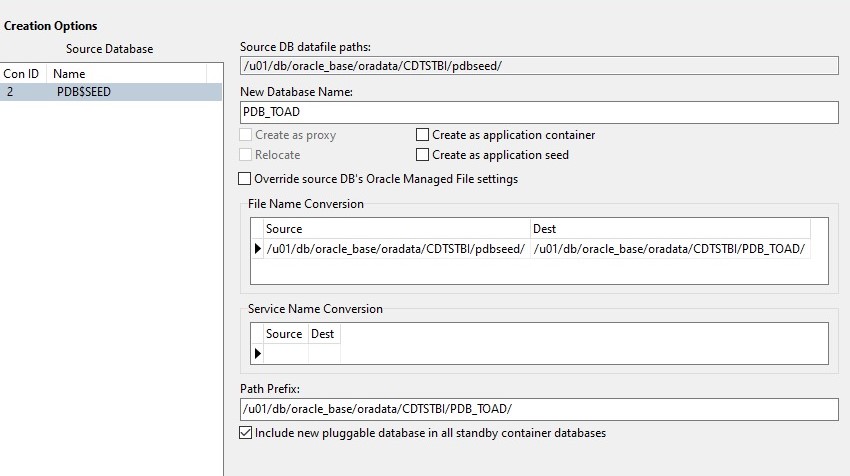 Creation Options
Source Database
Con ID Name
2 PDB$SEED
Source DB datafile paths:
/u01/db/oracle_base/oradata/CDTSTBI/pdbseed/
New Database Name:
PDB_TOAD
Create as proxy Create as application container
Relocate Create as application seed
Override source DB's Oracle Managed File settings
File Name Conversion
Source Dest
/u01/db/oracle_base/oradata/CDTSTBI/pdbseed/ /u01/db/oracle_base/oradata/CDTSTBI/PDB_TOAD/
Service Name Conversion
Source Dest
Path Prefix:
/u01/db/oracle_base/oradata/CDTSTBI/PDB_TOAD/
Include new pluggable database in all standby container databases